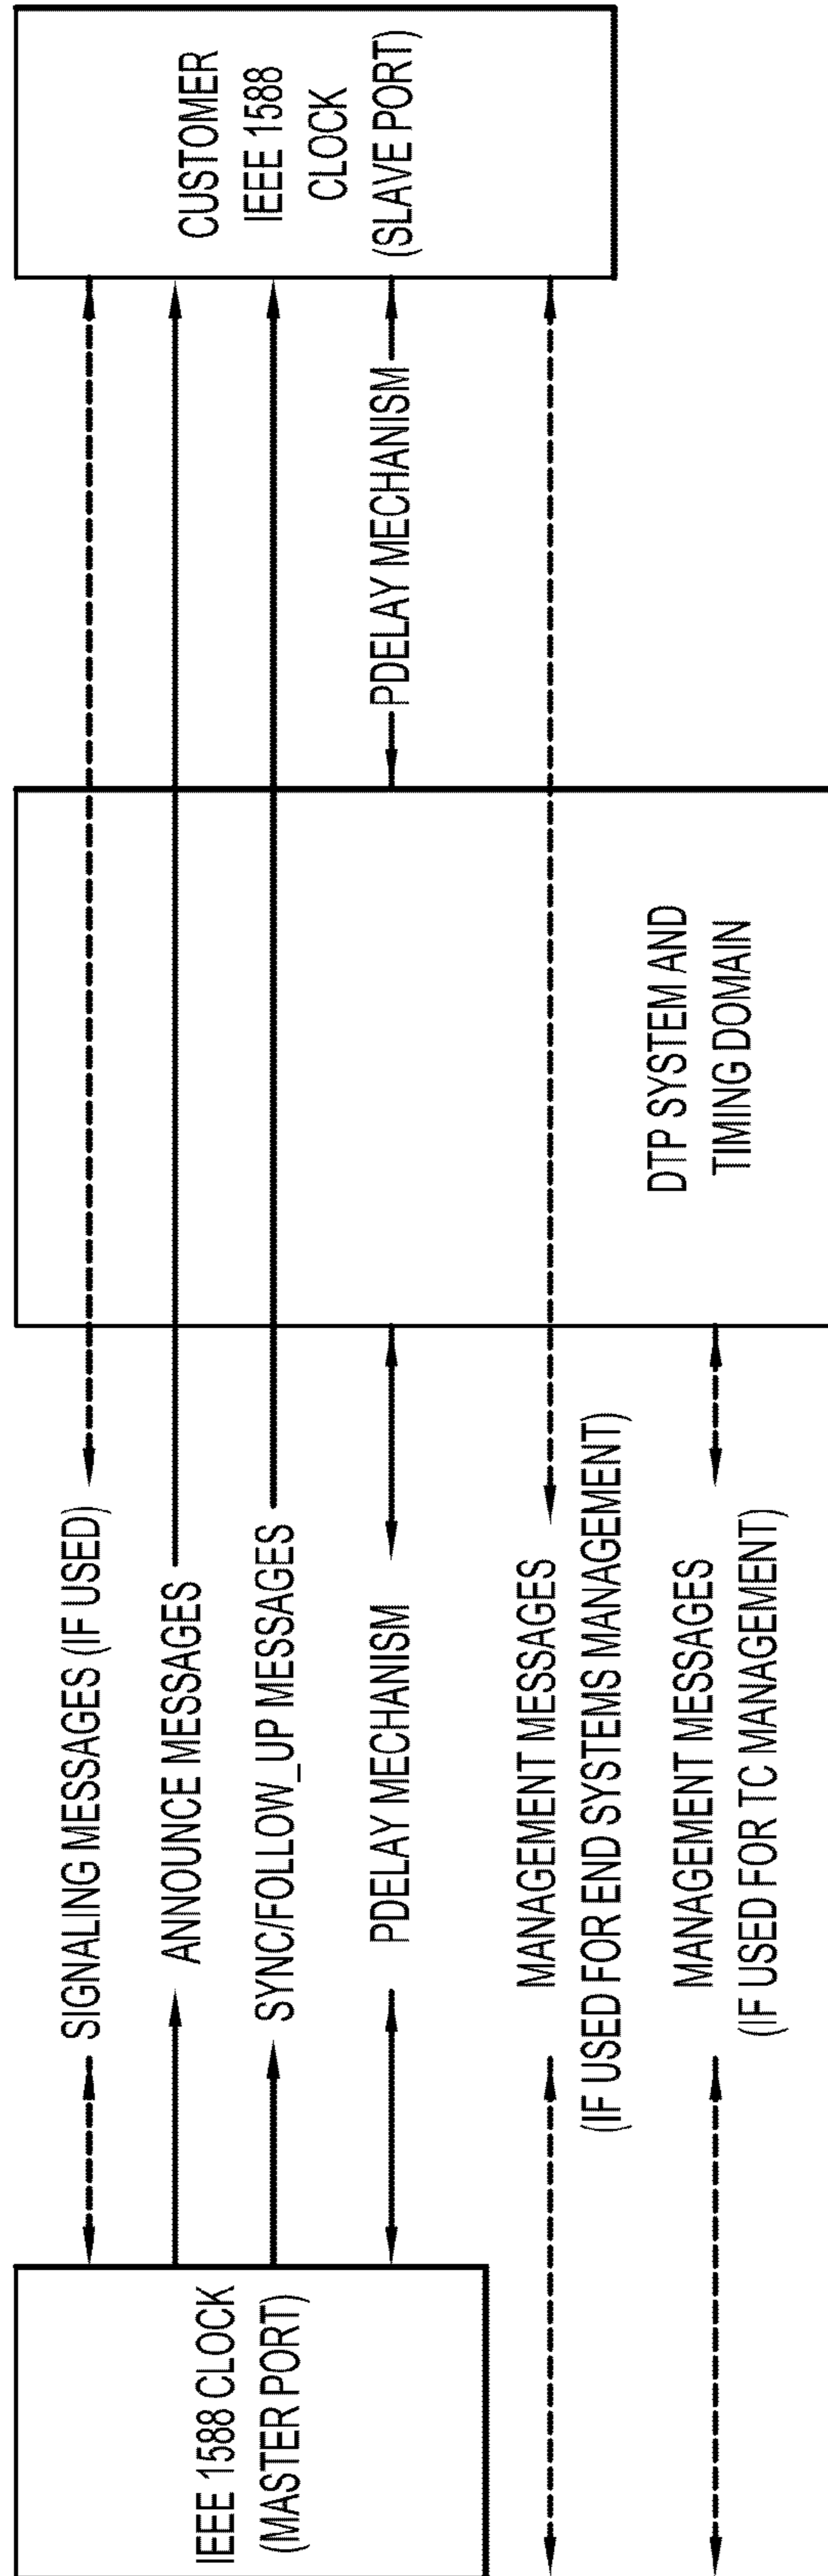 IEEE 1588 CLOCK
(MASTER PORT)
SIGNALING MESSAGES (IF USED)
ANNOUNCE MESSAGES
SYNC/FOLLOW_UP MESSAGES
PDELAY MECHANISM
MANAGEMENT MESSAGES
(IF USED FOR END SYSTEMS MANAGEMENT)
MANAGEMENT MESSAGES
(IF USED FOR TC MANAGEMENT)
DTP SYSTEM AND
TIMING DOMAIN
PDELAY MECHANISM
CUSTOMER
IEEE 1588
CLOCK
(SLAVE PORT)